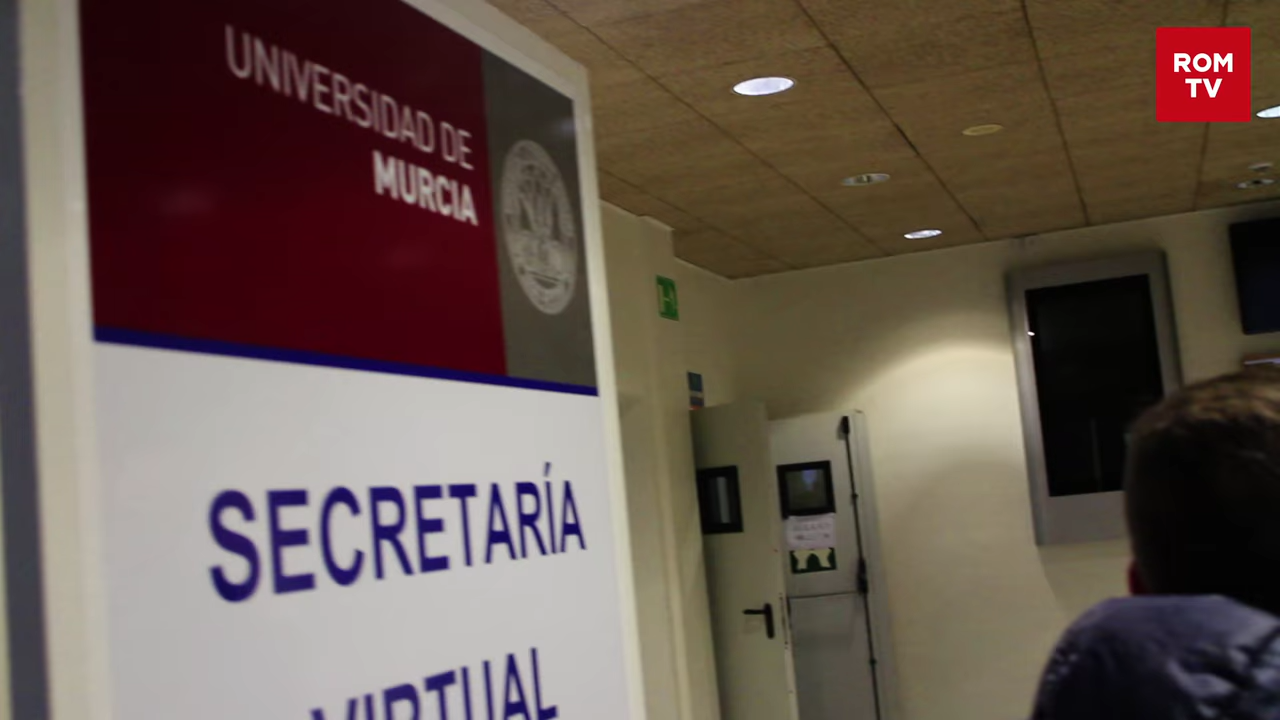 UNIVERSIDAD DE
MURCIA
SECRETARÍA
VIRTUAL
ROM
TV